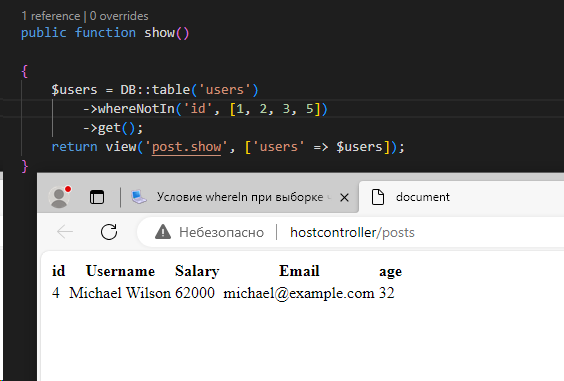 1 reference | 0 overrides
public function show()
{
$users = DB::table('users')
->whereNotIn('id', [1, 2, 3, 5])
->get();
return view('post.show', ['users' => $users]);
}
Условие whereIn при выборке
document
Небезопасно | hostcontroller/posts
id Username Salary Email age
4 Michael Wilson 62000 michael@example.com 32